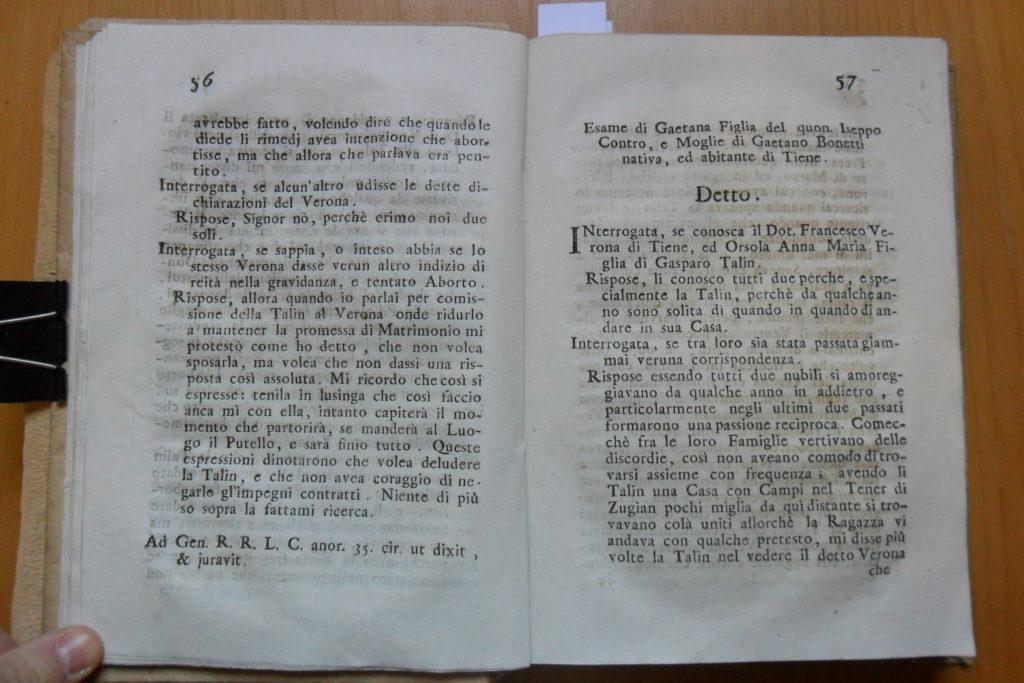 56
avrebbe fatto, volendo dire che quando le
diede li rimedj avea intenzione che abor-
tisse, ma che allora che parlava era pen-
tito.
Interrogata, se alcun'altro udisse le dette di-
chiarazioni del Verona.
Rispose, Signor nò, perchè erimo noi due
soli.
Interrogata, se sappia, o inteso abbia se lo
stesso Verona dasse verun altro indizio di
reità nella gravidanza, e tentato Aborto.
Rispose, allora quando io parlai per comis-
sione della Talin al Verona onde ridurlo
a mantener la promessa di Matrimonio mi
protestò come ho detto, che non volea
sposarla, ma volea che non dassi una ris-
posta così assoluta. Mi ricordo che così si
espresse: tenila in lusinga che così faccio
anca mì con ella, intanto capiterà il mo-
mento che partorirà, se manderà al Luo-
go il Putello, e sarà finio tutto. Queste
espressioni dinotarono che volea deludere
la Talin, e che non avea coraggio di ne-
garle gl'impegni contratti. Niente di più
so sopra la fattami ricerca.
Ad Gen. R. R. L. C. anor. 35. cir. ut dixit,
& juravit.
57
Esame di Gaetana Figlia del quon. Iseppo
Contro, e Moglie di Gaetano Bonetti
nativa, ed abitante di Tiene.
Detto.
INterrogata, se conosca il Dot. Francesco Ve-
rona di Tiene, ed Orsola Anna Maria Fi-
glia di Gasparo Talin.
Rispose, li conosco tutti due perche, e spe-
cialmente la Talin, perchè da qualche an-
no sono solita di quando in quando di an-
dare in sua Casa.
Interrogata, se tra loro sia stata passata giam-
mai veruna corrispondenza.
Rispose essendo tutti due nubili si amoreg-
giavano da qualche anno in addietro, e
particolarmente negli ultimi due passati
formarono una passione reciproca. Comec-
chè fra le loro Famiglie vertivano delle
discordie, così non aveano comodo di tro-
varsi assieme con frequenza; avendo li
Talin una Casa con Campi nel Tener di
Zugian pochi miglia da quì distante si tro-
vavano colà uniti allorchè la Ragazza vi
andava con qualche pretesto, mi disse più
volte la Talin nel vedere il detto Verona
che